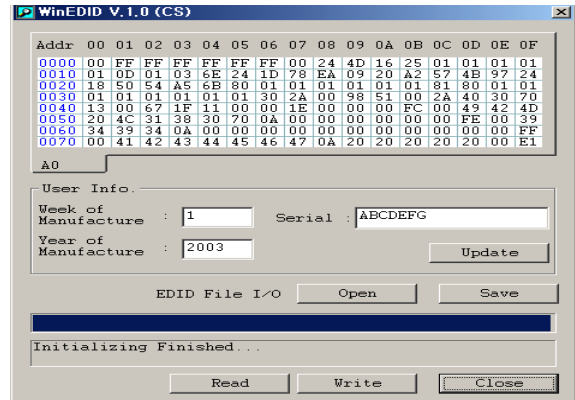 WinEDID V.1.0 (CS)
Addr 00 01 02 03 04 05 06 07 08 09 0A 0B 0C 0D 0E 0F
0000 00 FF FF FF FF FF FF 00 24 4D 16 25 01 01 01 01
0010 01 0D 01 03 6E 24 1D 78 EA 09 20 A2 57 4B 97 24
0020 18 50 54 A5 6B 80 01 01 01 01 01 01 81 80 01 01
0030 01 01 01 01 01 01 30 2A 00 98 51 00 2A 40 30 70
0040 13 00 67 1F 11 00 00 1E 00 00 00 FC 00 49 42 4D
0050 20 4C 31 38 30 70 0A 00 00 00 00 00 00 FE 00 39
0060 34 39 34 0A 00 00 00 00 00 00 00 00 00 00 00 FF
0070 00 41 42 43 44 45 46 47 0A 20 20 20 20 20 00 E1
A0
User Info.
Week of Manufacture : 1 Serial : ABCDEFG
Year of Manufacture : 2003 Update
EDID File I/O Open Save
Initializing Finished...
Read Write Close